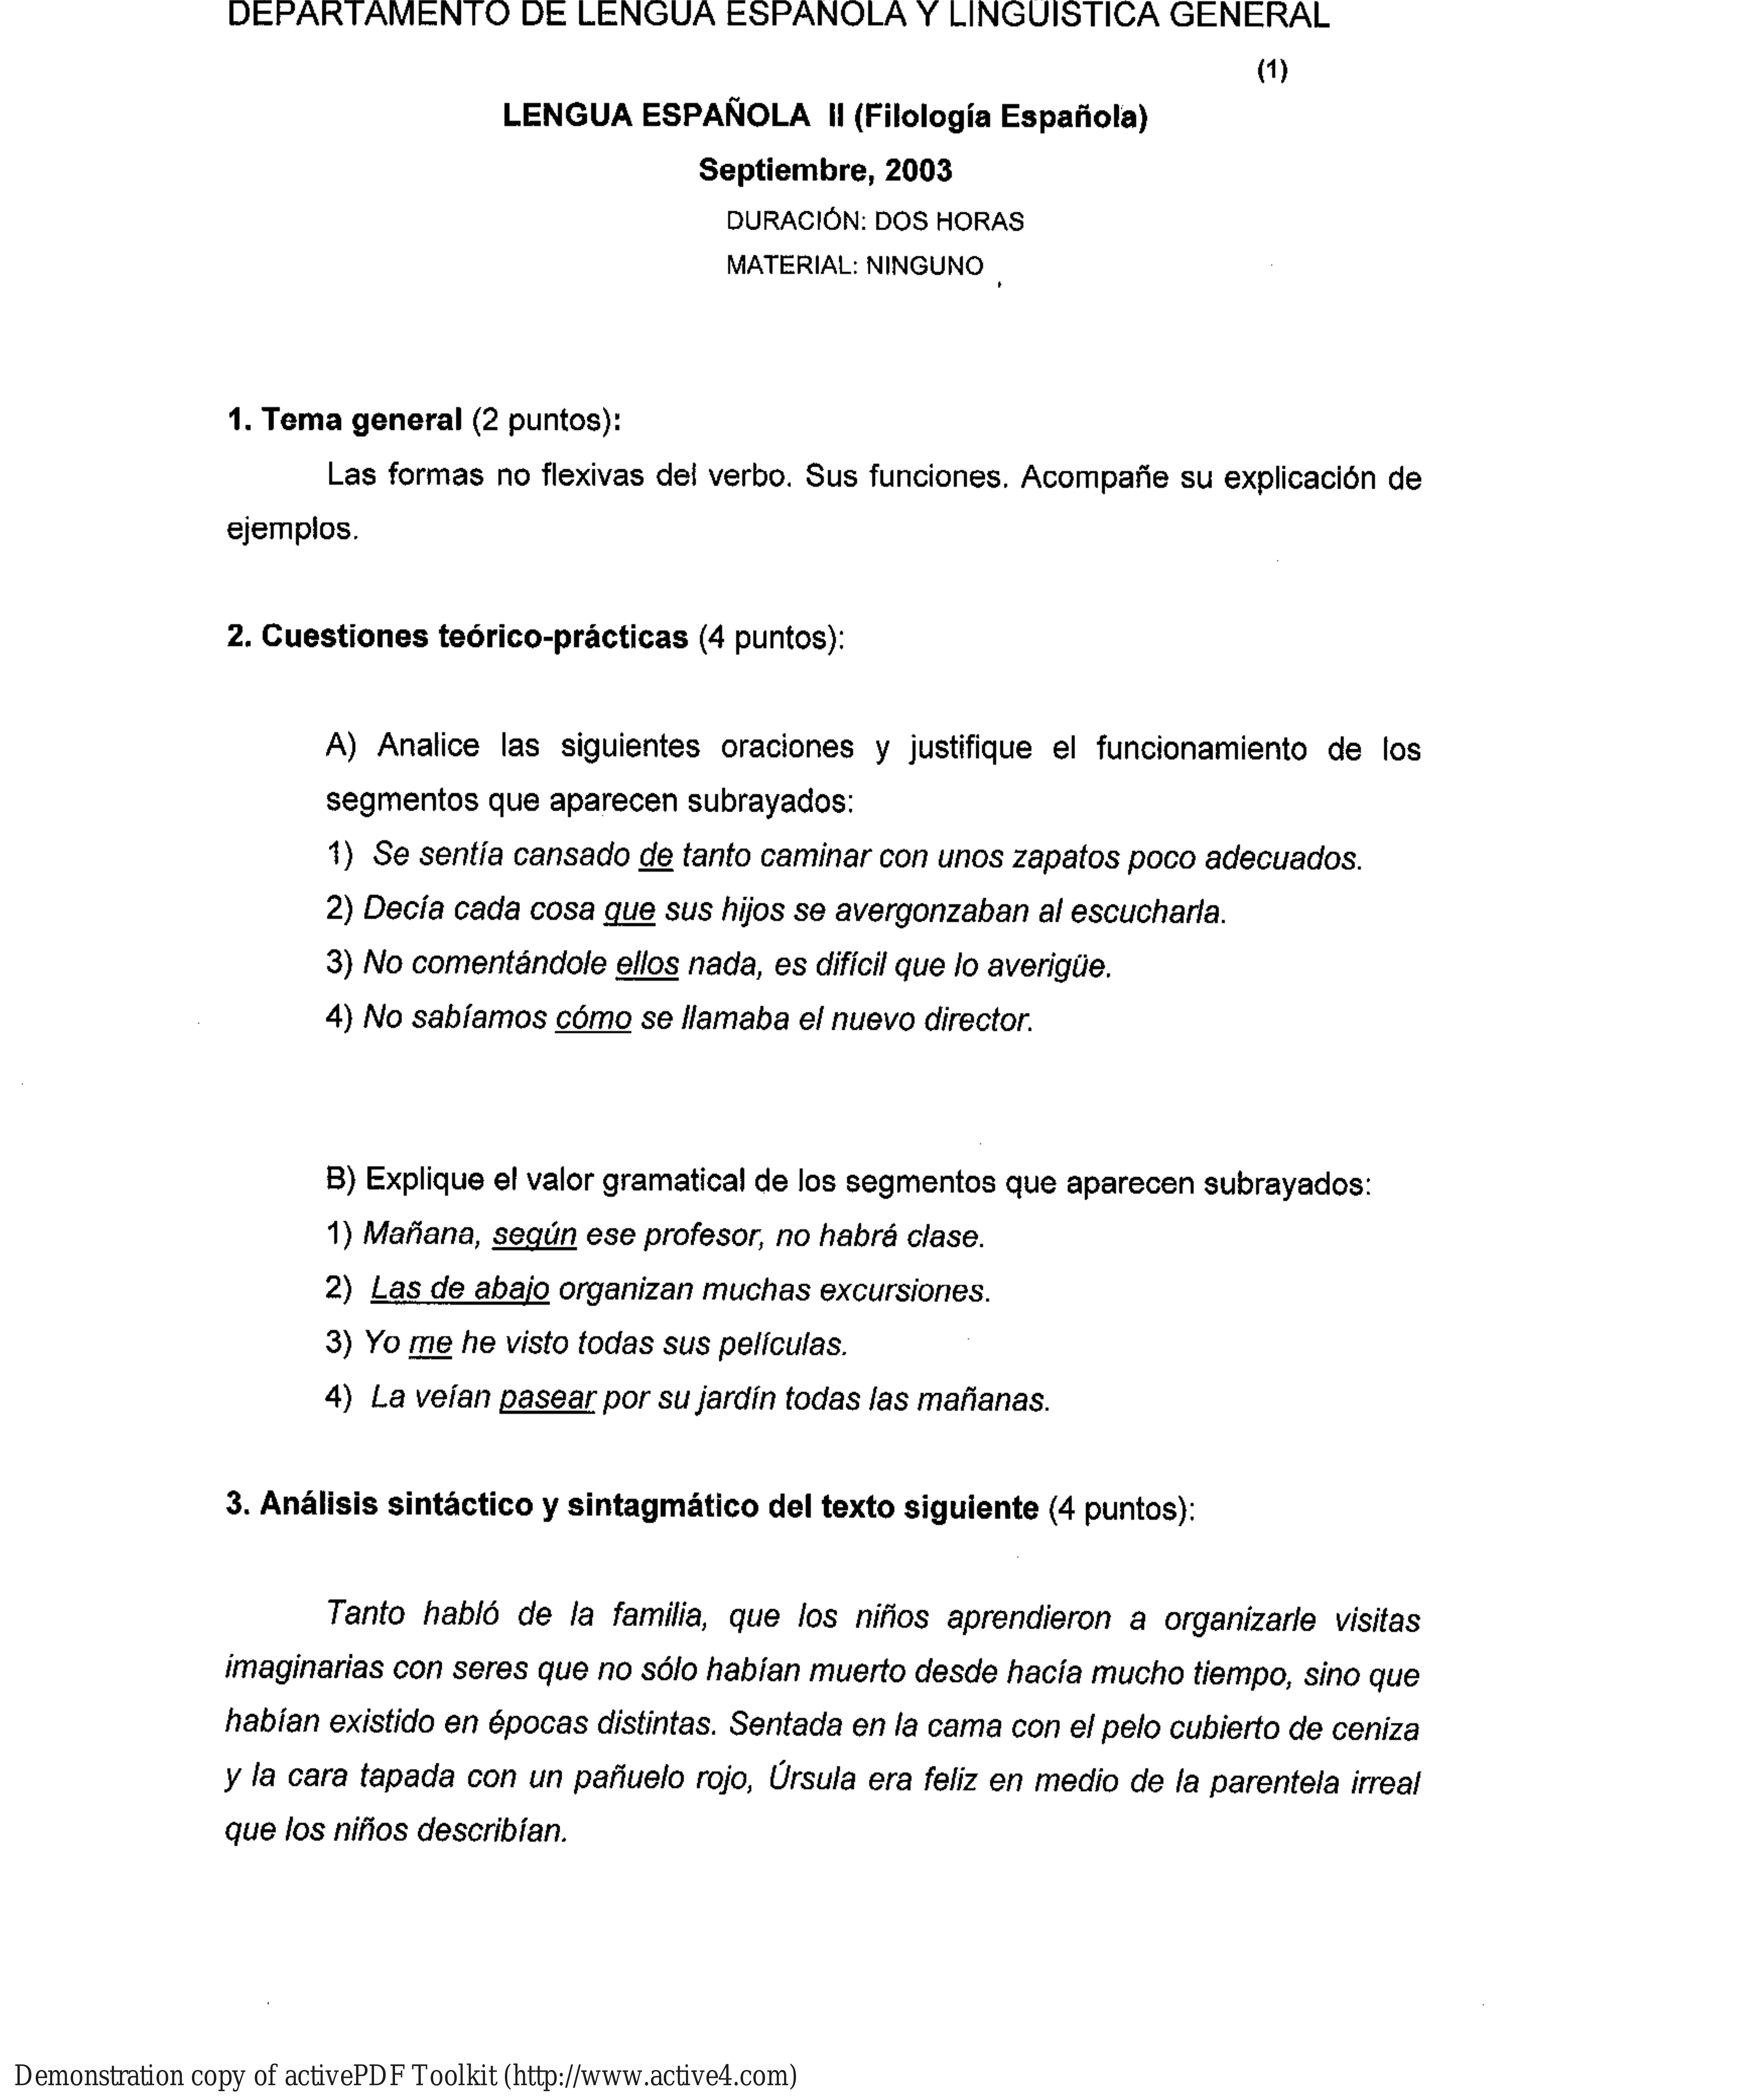 DEPARTAMENTO DE LENGUA ESPAÑOLA Y LINGÜÍSTICA GENERAL
(1)
LENGUA ESPAÑOLA II (Filología Española)
Septiembre, 2003
DURACIÓN: DOS HORAS
MATERIAL: NINGUNO
1. Tema general (2 puntos):
Las formas no flexivas del verbo. Sus funciones. Acompañe su explicación de
ejemplos.
2. Cuestiones teórico-prácticas (4 puntos):
A) Analice las siguientes oraciones y justifique el funcionamiento de los
segmentos que aparecen subrayados:
1) Se sentía cansado de tanto caminar con unos zapatos poco adecuados.
2) Decía cada cosa que sus hijos se avergonzaban al escucharla.
3) No comentándole ellos nada, es difícil que lo averigüe.
4) No sabíamos cómo se llamaba el nuevo director.
B) Explique el valor gramatical de los segmentos que aparecen subrayados:
1) Mañana, según ese profesor, no habrá clase.
2) Las de abajo organizan muchas excursiones.
3) Yo me he visto todas sus películas.
4) La veían pasear por su jardín todas las mañanas.
3. Análisis sintáctico y sintagmático del texto siguiente (4 puntos):
Tanto habló de la familia, que los niños aprendieron a organizarle visitas
imaginarias con seres que no sólo habían muerto desde hacía mucho tiempo, sino que
habían existido en épocas distintas. Sentada en la cama con el pelo cubierto de ceniza
y la cara tapada con un pañuelo rojo, Úrsula era feliz en medio de la parentela irreal
que los niños describían.
Demonstration copy of activePDF Toolkit (http://www.active4.com)